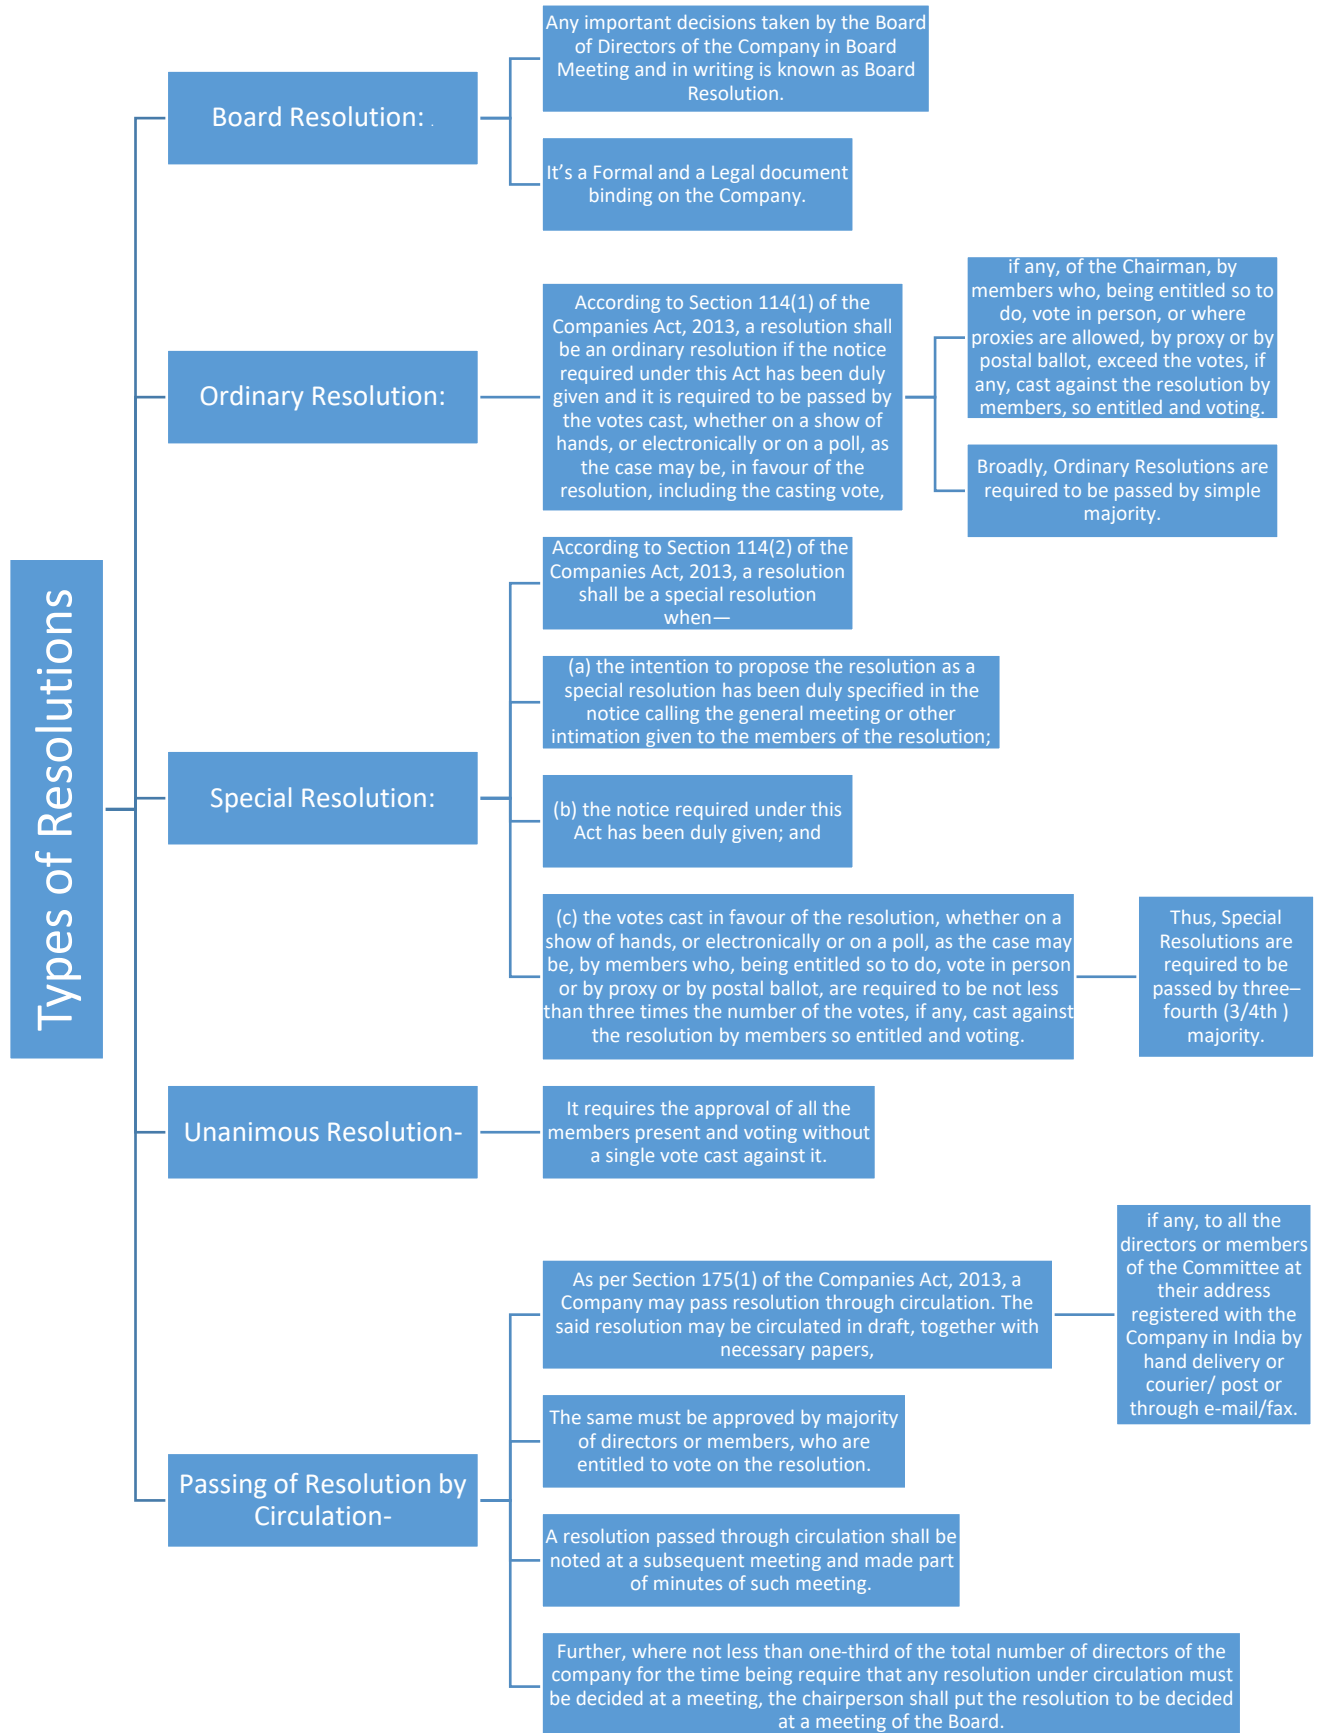 Types of Resolutions
Board Resolution: .
Any important decisions taken by the Board
of Directors of the Company in Board
Meeting and in writing is known as Board
Resolution.
It’s a Formal and a Legal document
binding on the Company.
Ordinary Resolution:
According to Section 114(1) of the
Companies Act, 2013, a resolution shall
be an ordinary resolution if the notice
required under this Act has been duly
given and it is required to be passed by
the votes cast, whether on a show of
hands, or electronically or on a poll, as
the case may be, in favour of the
resolution, including the casting vote,
if any, of the Chairman, by
members who, being entitled so to
do, vote in person, or where
proxies are allowed, by proxy or by
postal ballot, exceed the votes, if
any, cast against the resolution by
members, so entitled and voting.
Broadly, Ordinary Resolutions are
required to be passed by simple
majority.
Special Resolution:
According to Section 114(2) of the
Companies Act, 2013, a resolution
shall be a special resolution
when—
(a) the intention to propose the resolution as a
special resolution has been duly specified in the
notice calling the general meeting or other
intimation given to the members of the resolution;
(b) the notice required under this
Act has been duly given; and
(c) the votes cast in favour of the resolution, whether on a
show of hands, or electronically or on a poll, as the case may
be, by members who, being entitled so to do, vote in person
or by proxy or by postal ballot, are required to be not less
than three times the number of the votes, if any, cast against
the resolution by members so entitled and voting.
Thus, Special
Resolutions are
required to be
passed by three–
fourth (3/4th )
majority.
Unanimous Resolution-
It requires the approval of all the
members present and voting without
a single vote cast against it.
Passing of Resolution by
Circulation-
As per Section 175(1) of the Companies Act, 2013, a
Company may pass resolution through circulation. The
said resolution may be circulated in draft, together with
necessary papers,
if any, to all the
directors or members
of the Committee at
their address
registered with the
Company in India by
hand delivery or
courier/ post or
through e-mail/fax.
The same must be approved by majority
of directors or members, who are
entitled to vote on the resolution.
A resolution passed through circulation shall be
noted at a subsequent meeting and made part
of minutes of such meeting.
Further, where not less than one-third of the total number of directors of the
company for the time being require that any resolution under circulation must
be decided at a meeting, the chairperson shall put the resolution to be decided
at a meeting of the Board.